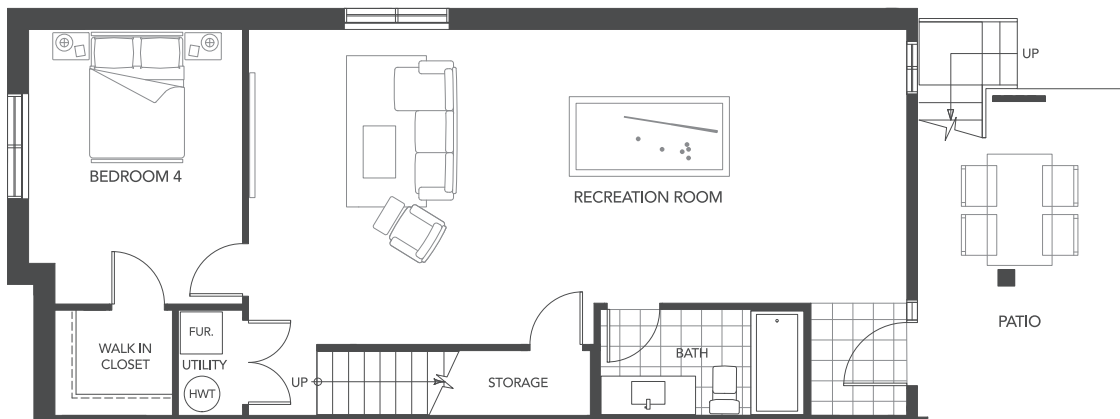 UP
BEDROOM 4
RECREATION ROOM
PATIO
FUR.
WALK IN
CLOSET
UTILITY
HWT
UP
STORAGE
BATH